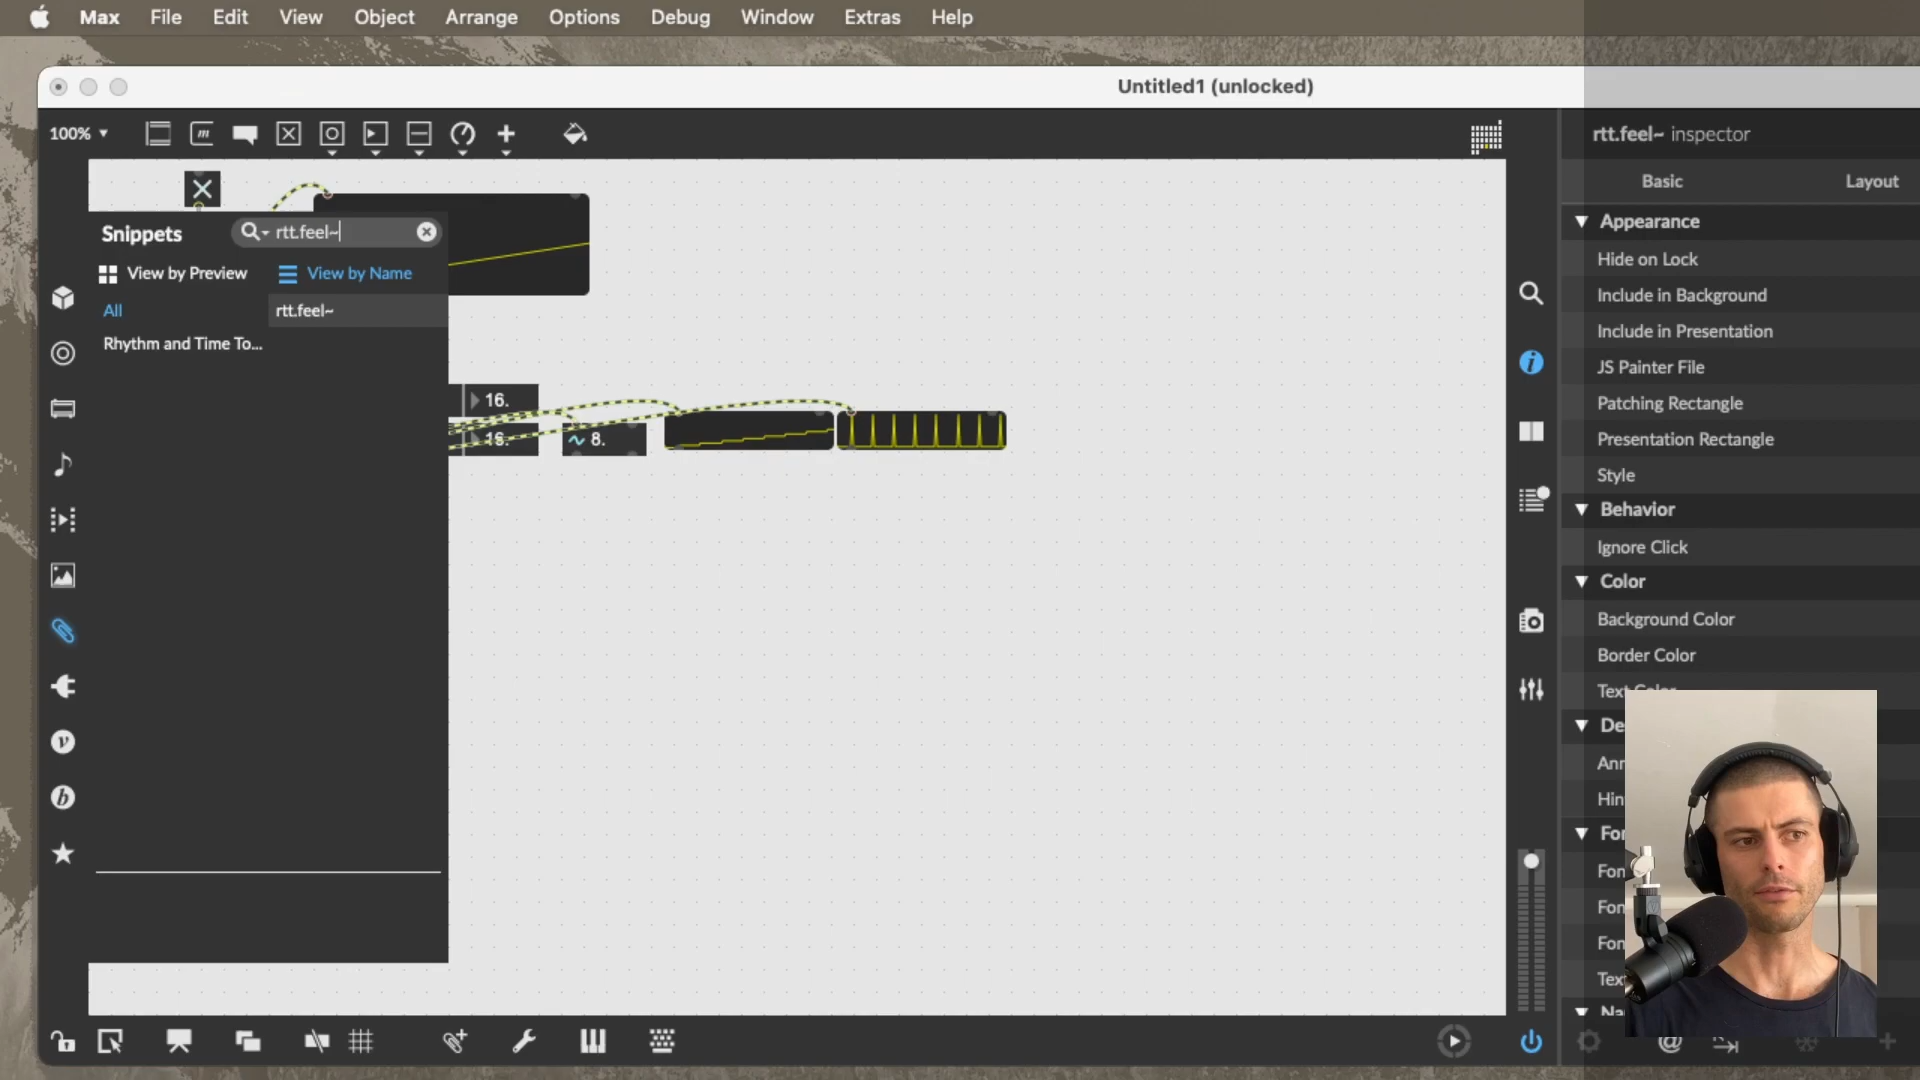 Max File Edit View Object Arrange Options Debug Window Extras Help
Untitled1 (unlocked)
100%
rtt.feel~ inspector
Basic Layout
Snippets
rtt.feel~
View by Preview View by Name
All
rtt.feel~
Rhythm and Time To...
16.
8.
Appearance
Hide on Lock
Include in Background
Include in Presentation
JS Painter File
Patching Rectangle
Presentation Rectangle
Style
Behavior
Ignore Click
Color
Background Color
Border Color
Text Color